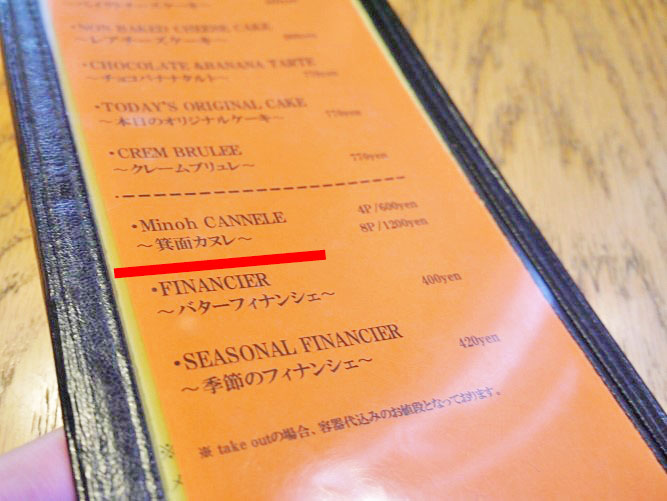 ・NON BAKED CHEESE CAKE
～レアチーズケーキ～
・CHOCOLATE &BANANA TARTE
～チョコバナナタルト～ 770yen
・TODAY'S ORIGINAL CAKE
～本日のオリジナルケーキ～ 770yen
・CREM BRULEE
～クレームブリュレ～ 770yen
・Minoh CANNELE 4P/600yen
～箕面カヌレ～ 8P/1200yen
・FINANCIER 400yen
～バターフィナンシェ～
・SEASONAL FINANCIER 420yen
～季節のフィナンシェ～
※ take outの場合、容器代込みのお値段となっております。